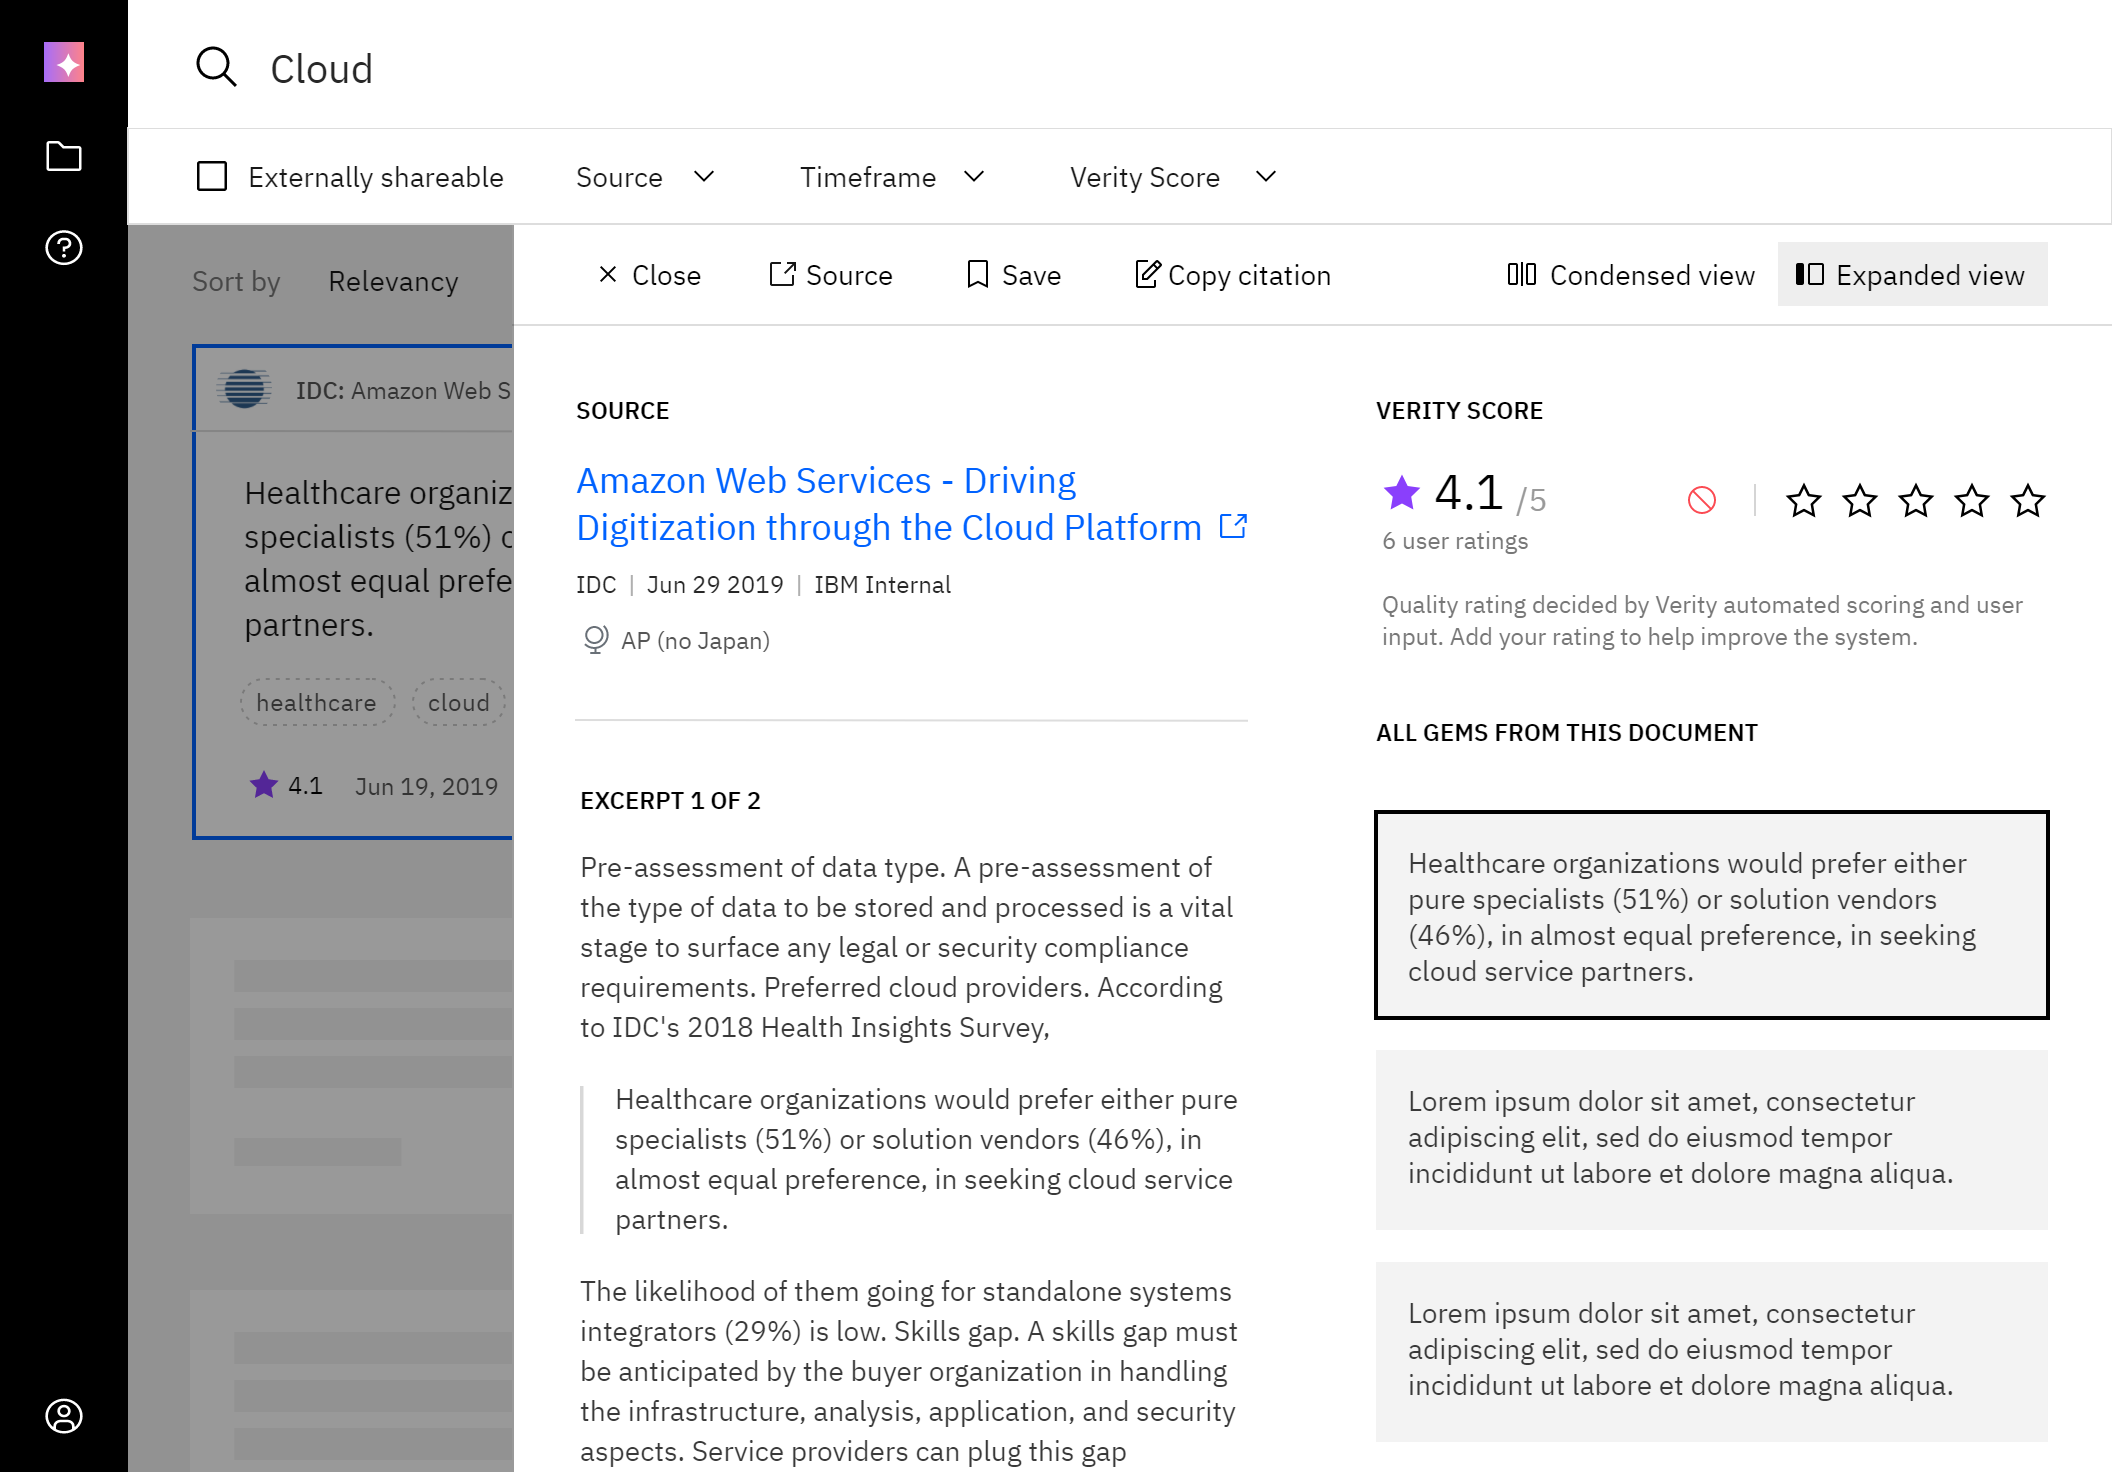 Cloud
Externally shareable
Source
Timeframe
Verity Score
Sort by
Relevancy
IDC: Amazon Web S
Healthcare organiz
specialists (51%)
almost equal prefe
partners.
healthcare
cloud
4.1
Jun 19, 2019
Close
Source
Save
Copy citation
Condensed view
Expanded view
SOURCE
Amazon Web Services - Driving
Digitization through the Cloud Platform
IDC | Jun 29 2019 | IBM Internal
AP (no Japan)
EXCERPT 1 OF 2
Pre-assessment of data type. A pre-assessment of
the type of data to be stored and processed is a vital
stage to surface any legal or security compliance
requirements. Preferred cloud providers. According
to IDC's 2018 Health Insights Survey,
Healthcare organizations would prefer either pure
specialists (51%) or solution vendors (46%), in
almost equal preference, in seeking cloud service
partners.
The likelihood of them going for standalone systems
integrators (29%) is low. Skills gap. A skills gap must
be anticipated by the buyer organization in handling
the infrastructure, analysis, application, and security
aspects. Service providers can plug this gap
VERITY SCORE
4.1 /5
6 user ratings
Quality rating decided by Verity automated scoring and user
input. Add your rating to help improve the system.
ALL GEMS FROM THIS DOCUMENT
Healthcare organizations would prefer either
pure specialists (51%) or solution vendors
(46%), in almost equal preference, in seeking
cloud service partners.
Lorem ipsum dolor sit amet, consectetur
adipiscing elit, sed do eiusmod tempor
incididunt ut labore et dolore magna aliqua.
Lorem ipsum dolor sit amet, consectetur
adipiscing elit, sed do eiusmod tempor
incididunt ut labore et dolore magna aliqua.